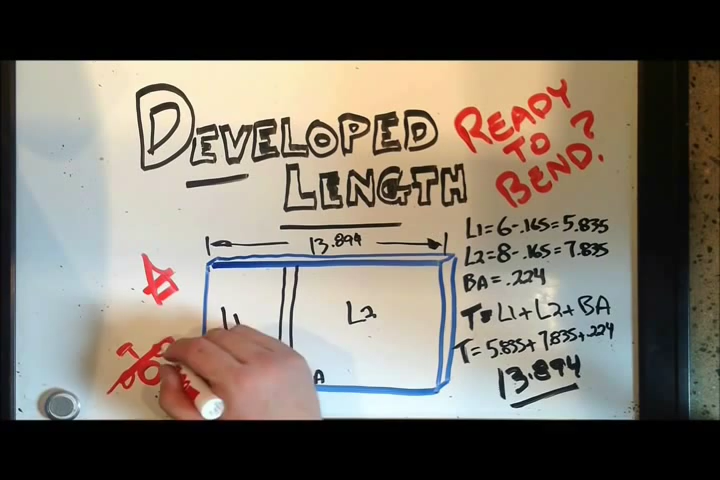 DEVELOPED
LENGTH
READY
TO
BEND?
13.894
L1=6-.165=5.835
L2=8-.165=7.835
BA=.224
T=L1+L2+BA
T=5.835+7.835+.224
13.894
L1
L2
A